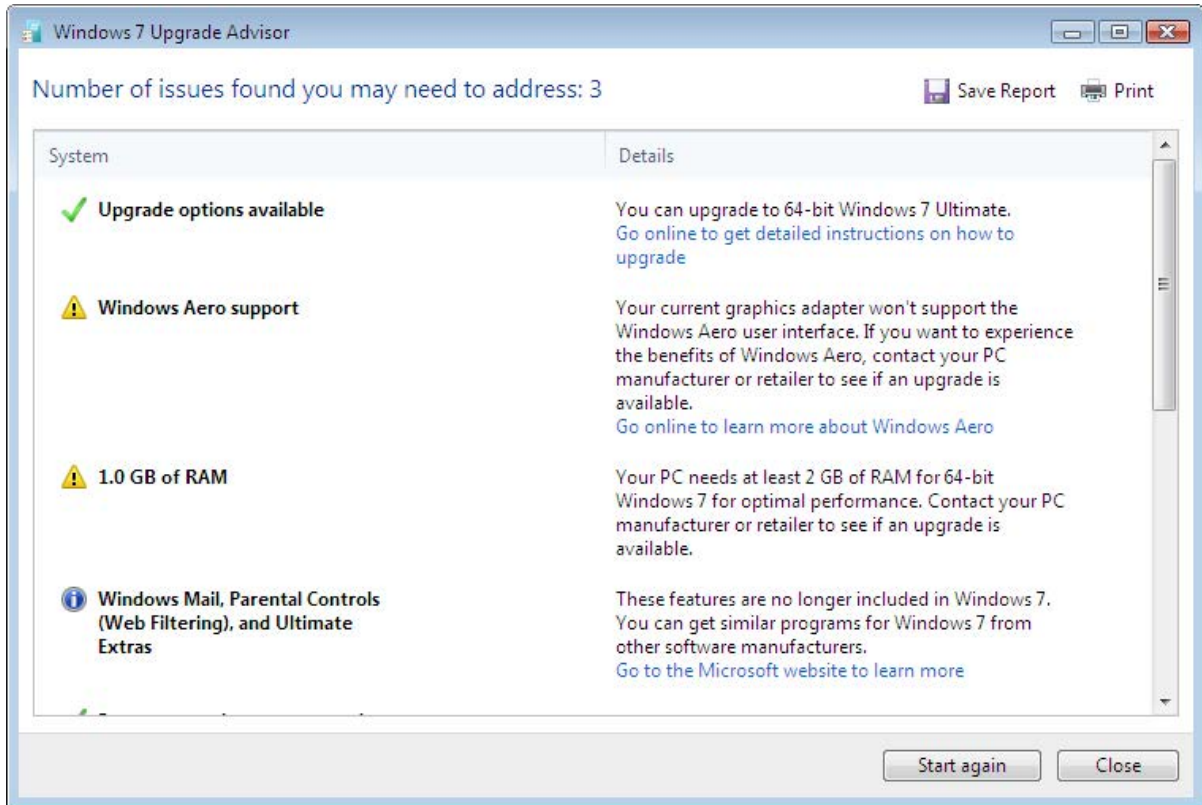 Windows 7 Upgrade Advisor
Number of issues found you may need to address: 3
Save Report
Print
System
Details
Upgrade options available
You can upgrade to 64-bit Windows 7 Ultimate.
Go online to get detailed instructions on how to
upgrade
Windows Aero support
Your current graphics adapter won't support the
Windows Aero user interface. If you want to experience
the benefits of Windows Aero, contact your PC
manufacturer or retailer to see if an upgrade is
available.
Go online to learn more about Windows Aero
1.0 GB of RAM
Your PC needs at least 2 GB of RAM for 64-bit
Windows 7 for optimal performance. Contact your PC
manufacturer or retailer to see if an upgrade is
available.
Windows Mail, Parental Controls
(Web Filtering), and Ultimate
Extras
These features are no longer included in Windows 7.
You can get similar programs for Windows 7 from
other software manufacturers.
Go to the Microsoft website to learn more
Start again
Close